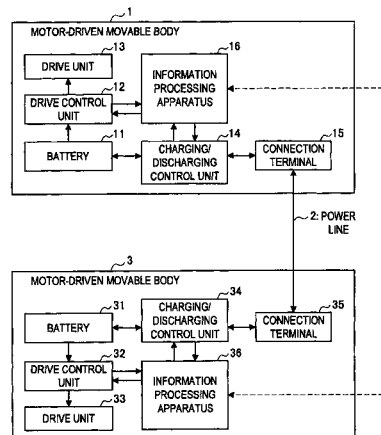 1
MOTOR-DRIVEN MOVABLE BODY
13
DRIVE UNIT
16
INFORMATION
PROCESSING
APPARATUS
12
DRIVE CONTROL
UNIT
11
BATTERY
14
CHARGING/
DISCHARGING
CONTROL UNIT
15
CONNECTION
TERMINAL
2: POWER
LINE
3
MOTOR-DRIVEN MOVABLE BODY
31
BATTERY
34
CHARGING/
DISCHARGING
CONTROL UNIT
35
CONNECTION
TERMINAL
32
DRIVE CONTROL
UNIT
36
INFORMATION
PROCESSING
APPARATUS
33
DRIVE UNIT